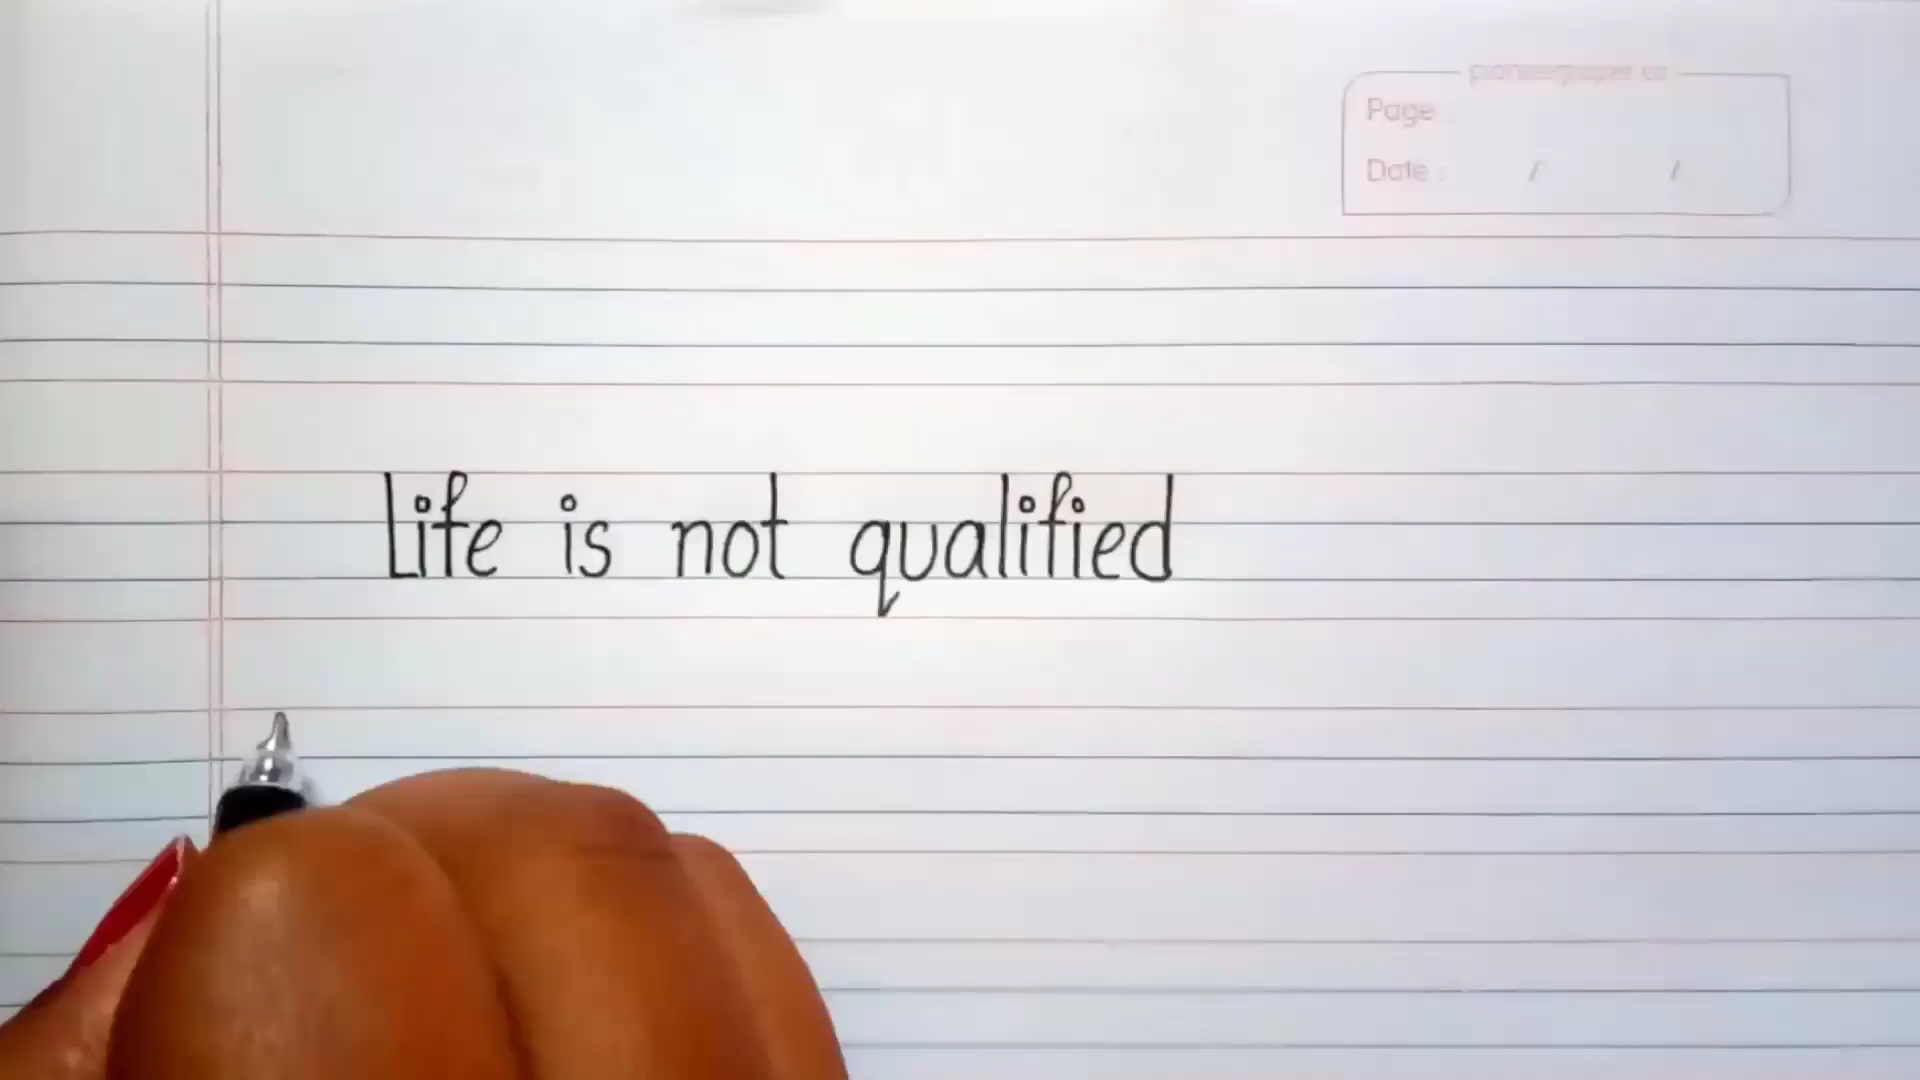 Page
Date : / /
Life is not qualified